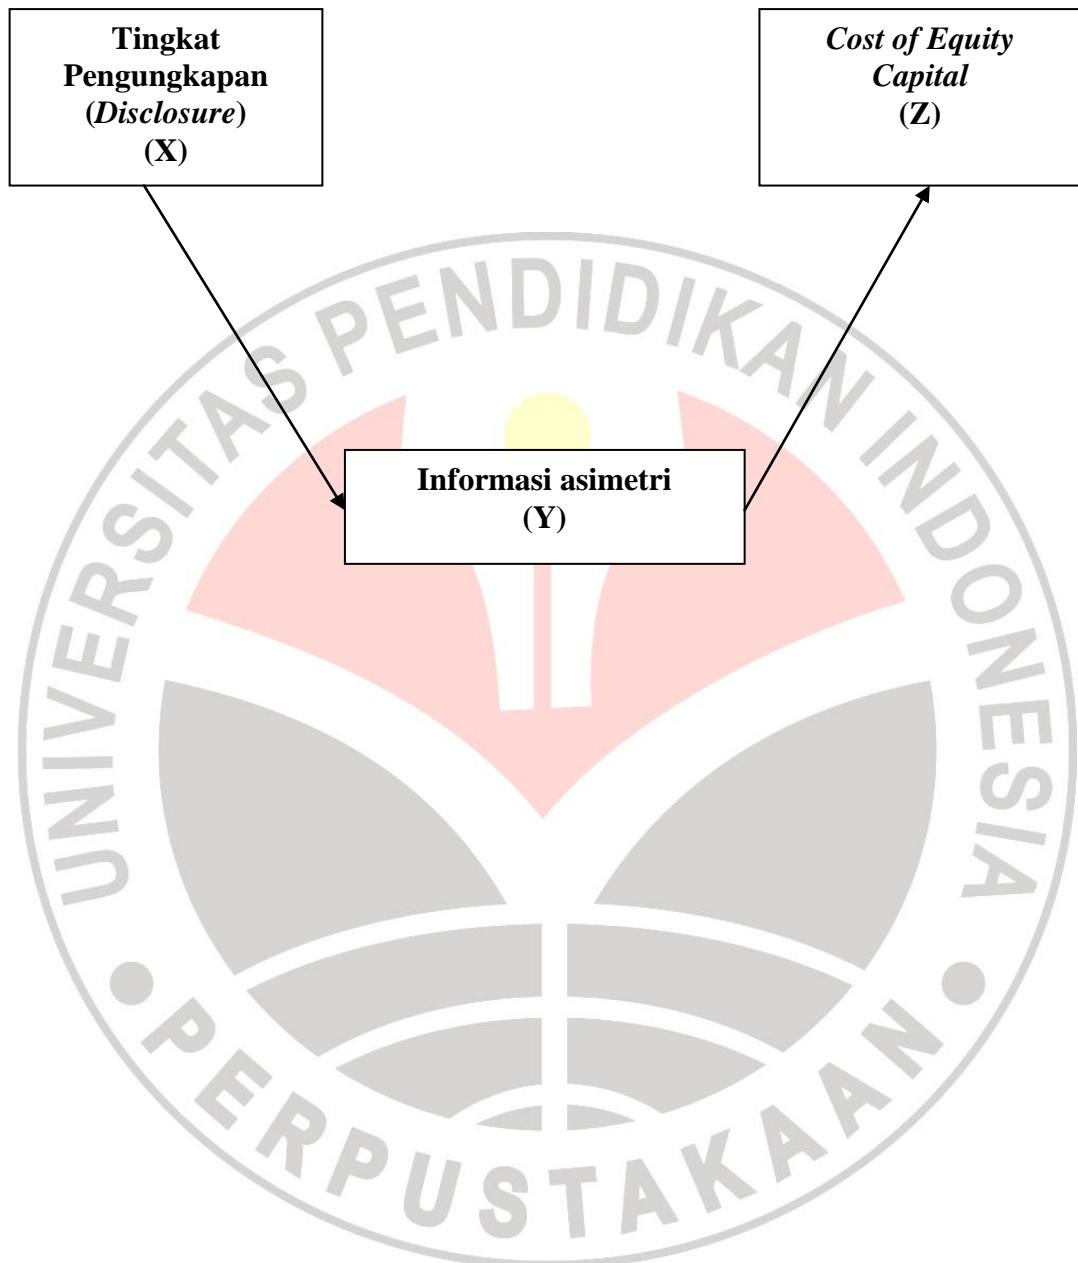 Tingkat
Pengungkapan
(Disclosure)
(X)
Cost of Equity
Capital
(Z)
Informasi asimetri
(Y)
UNIVERSITAS PENDIDIKAN INDONESIA
PERPUSTAKAAN